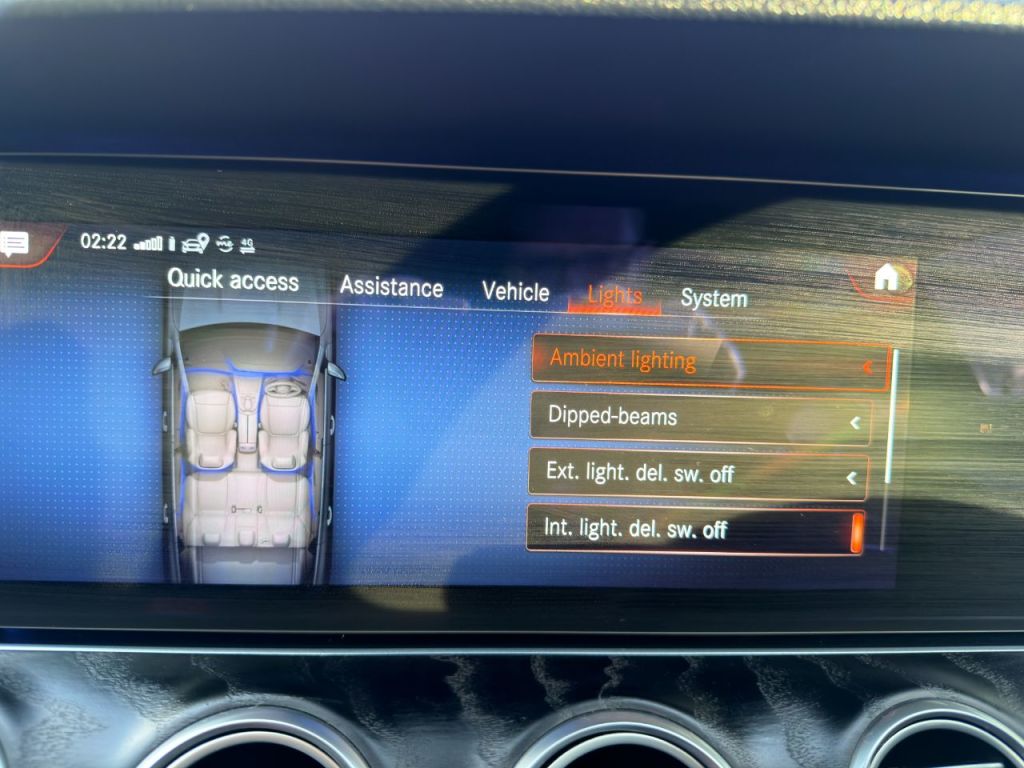 02:22 4G
Quick access Assistance Vehicle Lights System
Ambient lighting
Dipped-beams
Ext. light. del. sw. off
Int. light. del. sw. off